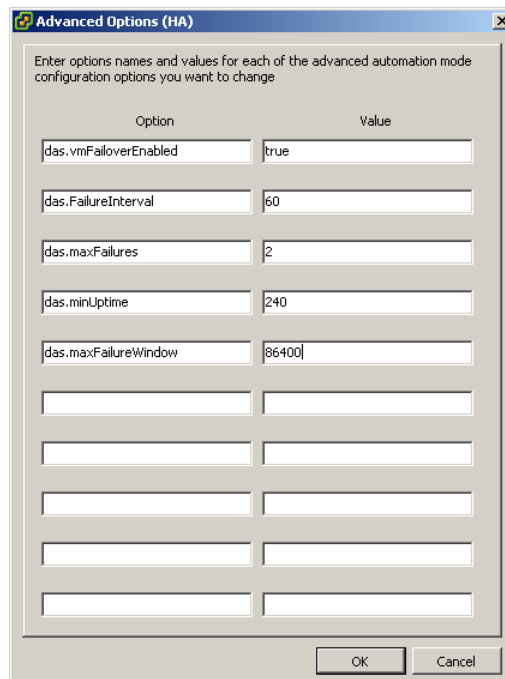 Advanced Options (HA)
Enter options names and values for each of the advanced automation mode
configuration options you want to change
Option Value
das.vmFailoverEnabled true
das.FailureInterval 60
das.maxFailures 2
das.minUptime 240
das.maxFailureWindow 86400
OK Cancel